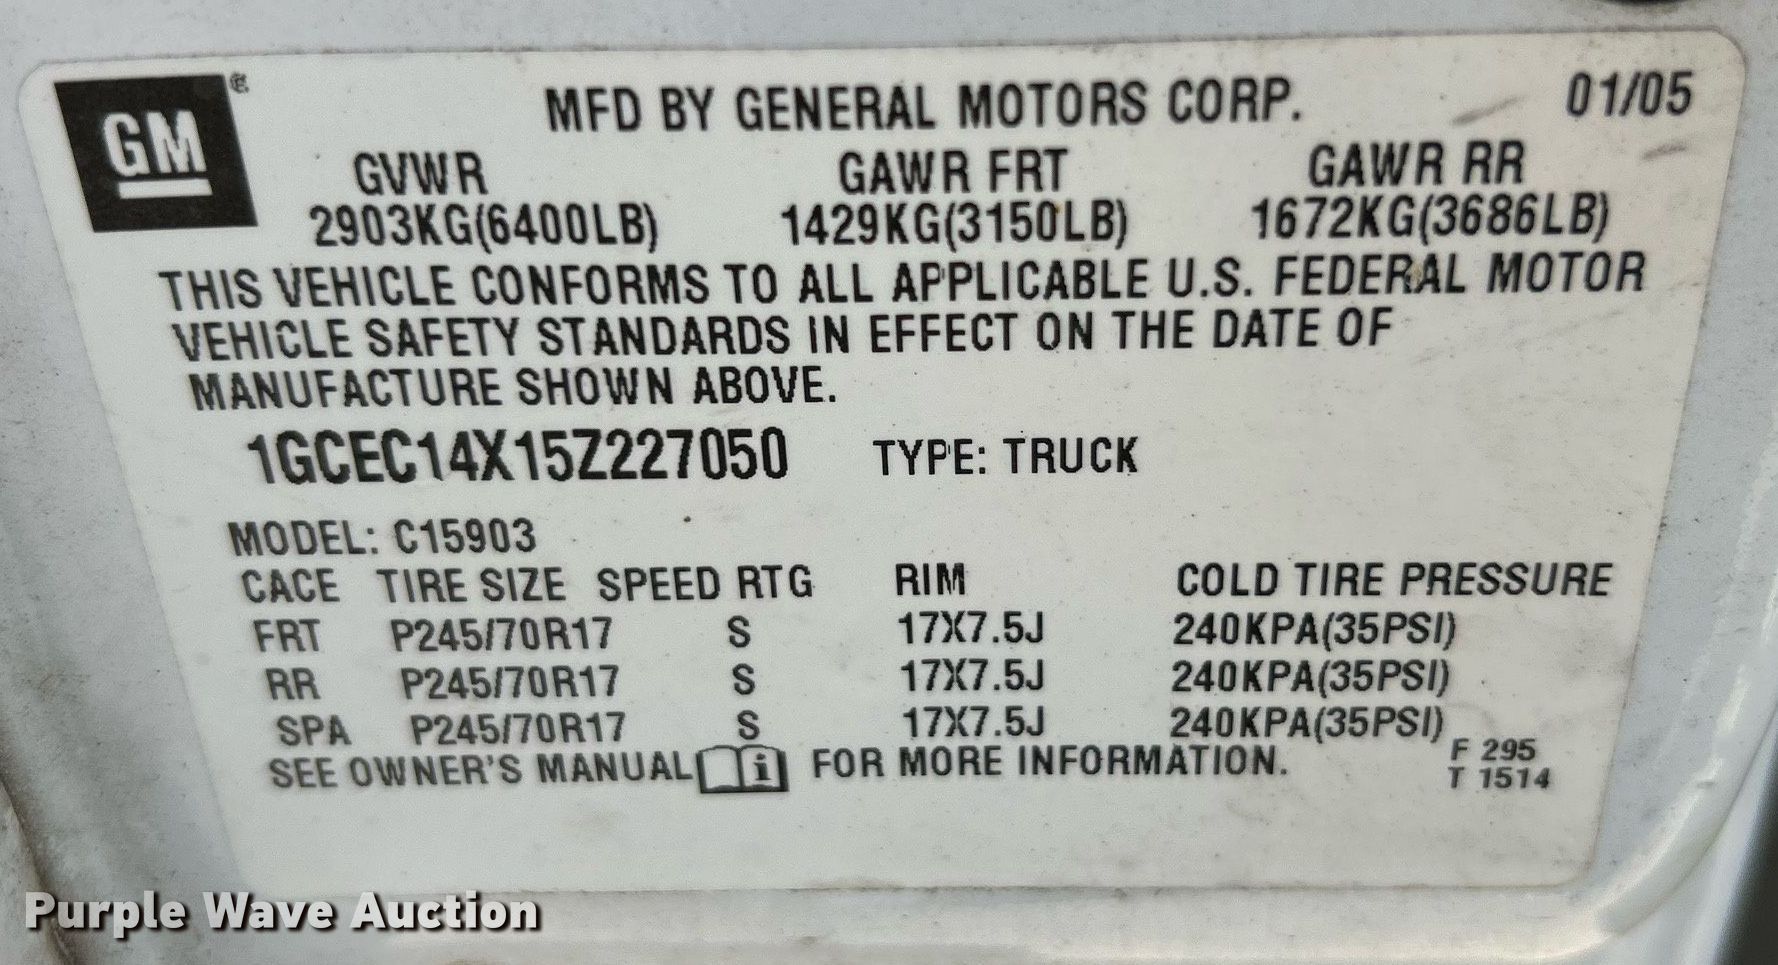 GM
MFD BY GENERAL MOTORS CORP. 01/05
GVWR GAWR FRT GAWR RR
2903KG(6400LB) 1429KG(3150LB) 1672KG(3686LB)
THIS VEHICLE CONFORMS TO ALL APPLICABLE U.S. FEDERAL MOTOR
VEHICLE SAFETY STANDARDS IN EFFECT ON THE DATE OF
MANUFACTURE SHOWN ABOVE.
1GCEC14X15Z227050 TYPE: TRUCK
MODEL: C15903
CACE TIRE SIZE SPEED RTG RIM COLD TIRE PRESSURE
FRT P245/70R17 S 17X7.5J 240KPA(35PSI)
RR P245/70R17 S 17X7.5J 240KPA(35PSI)
SPA P245/70R17 S 17X7.5J 240KPA(35PSI)
SEE OWNER'S MANUAL i FOR MORE INFORMATION.
F 295
T 1514
Purple Wave Auction